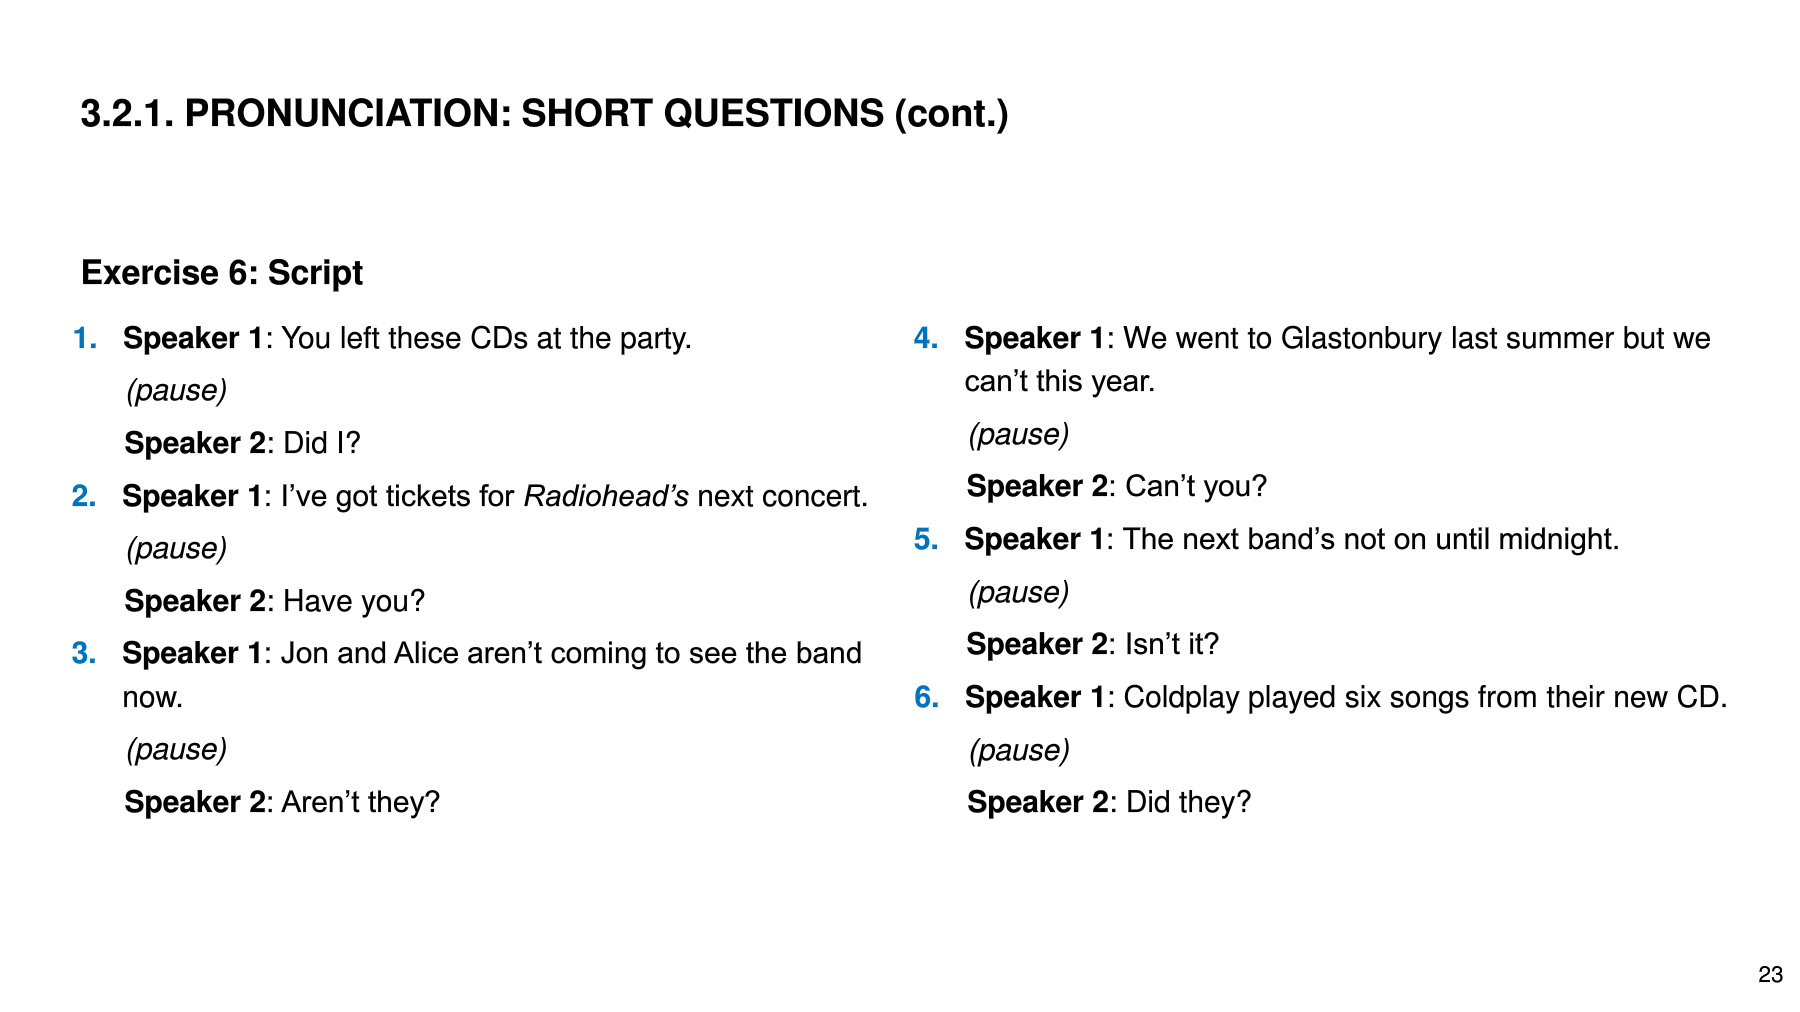 3.2.1. PRONUNCIATION: SHORT QUESTIONS (cont.)
Exercise 6: Script
1. Speaker 1: You left these CDs at the party.
(pause)
Speaker 2: Did I?
2. Speaker 1: I’ve got tickets for Radiohead’s next concert.
(pause)
Speaker 2: Have you?
3. Speaker 1: Jon and Alice aren’t coming to see the band
now.
(pause)
Speaker 2: Aren’t they?
4. Speaker 1: We went to Glastonbury last summer but we
can’t this year.
(pause)
Speaker 2: Can’t you?
5. Speaker 1: The next band’s not on until midnight.
(pause)
Speaker 2: Isn’t it?
6. Speaker 1: Coldplay played six songs from their new CD.
(pause)
Speaker 2: Did they?
23